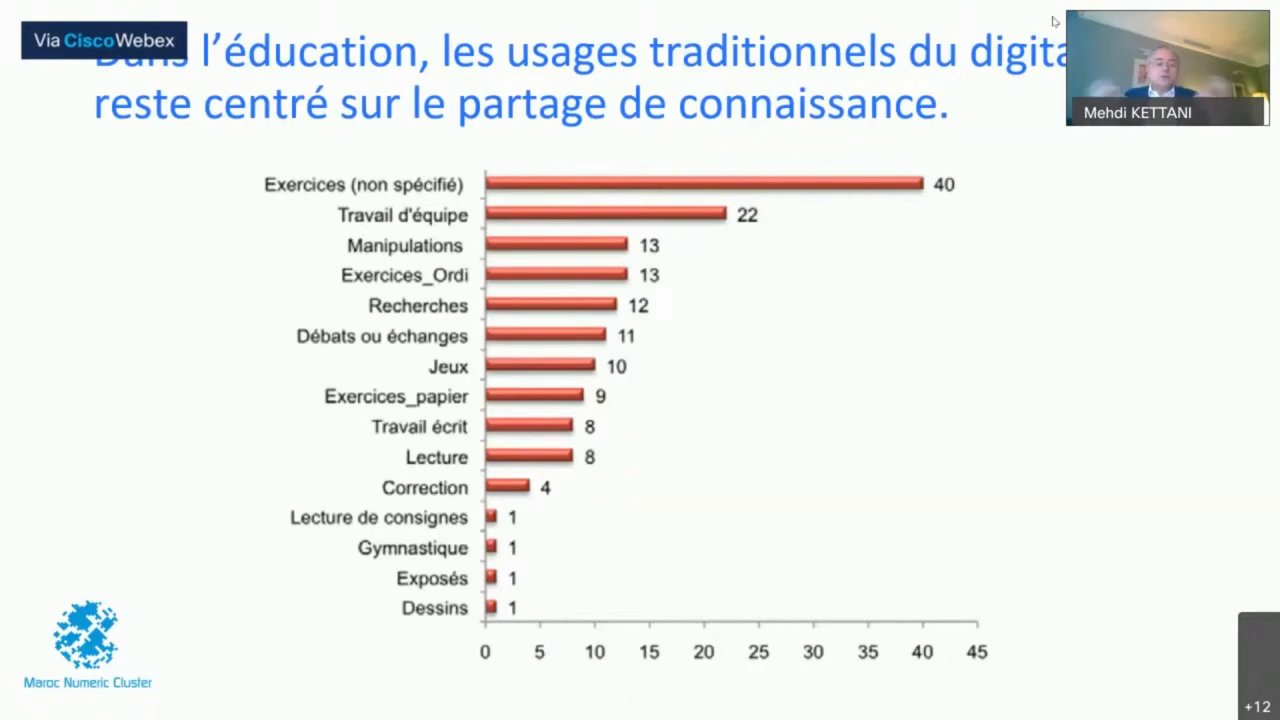 Via CiscoWebex
Dans l'éducation, les usages traditionnels du digita
reste centré sur le partage de connaissance.
Mehdi KETTANI
Exercices (non spécifié) 40
Travail d'équipe 22
Manipulations 13
Exercices_Ordi 13
Recherches 12
Débats ou échanges 11
Jeux 10
Exercices_papier 9
Travail écrit 8
Lecture 8
Correction 4
Lecture de consignes 1
Gymnastique 1
Exposés 1
Dessins 1
0 5 10 15 20 25 30 35 40 45
Maroc Numeric Cluster
+12